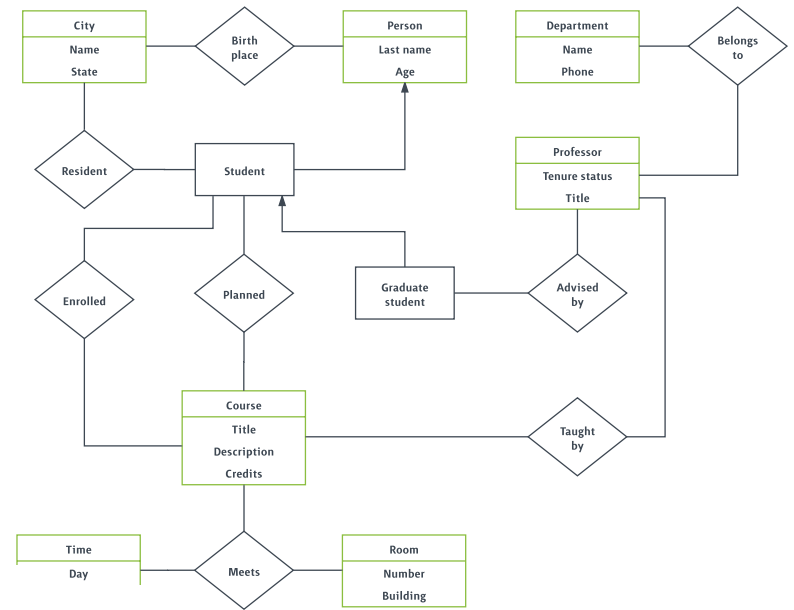 City
Name
State
Birth
place
Person
Last name
Age
Department
Name
Phone
Belongs
to
Resident
Student
Professor
Tenure status
Title
Enrolled
Planned
Graduate
student
Advised
by
Course
Title
Description
Credits
Taught
by
Time
Day
Meets
Room
Number
Building